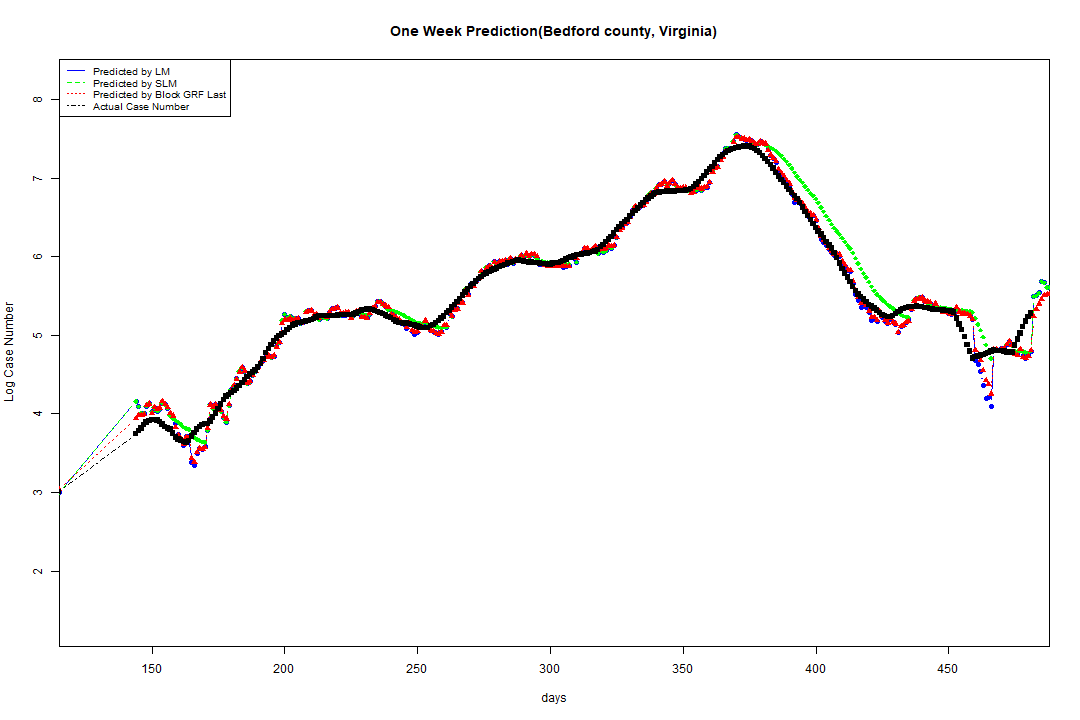 One Week Prediction(Bedford county, Virginia)
Predicted by LM
Predicted by SLM
Predicted by Block GRF Last
Actual Case Number
8
7
6
5
4
3
2
Log Case Number
150 200 250 300 350 400 450
days